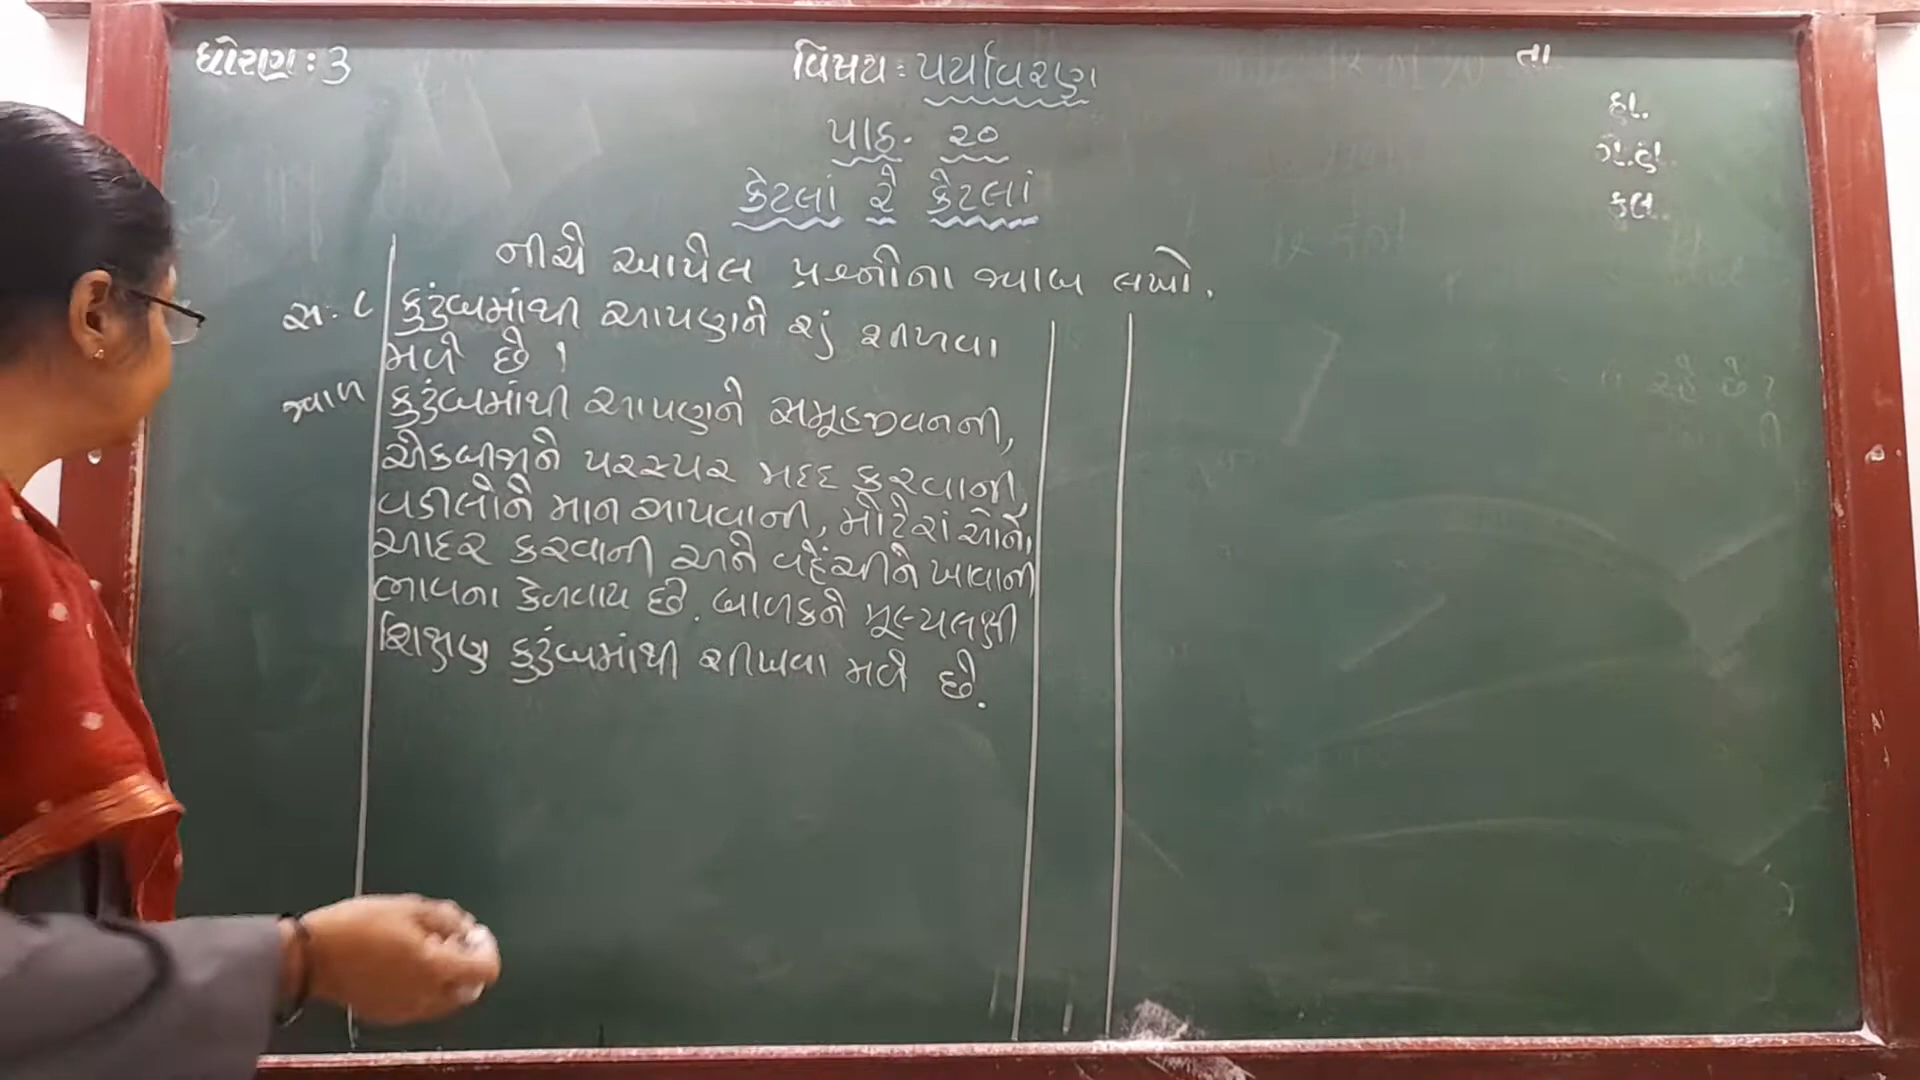 ધોરણ: ૩
વિષય: પર્યાવરણ
તા
હા.
ગે.હા.
કુલ.
પાઠ. ૨૦
કેટલાં રે કેટલાં
નીચે આપેલ પ્રશ્નોના જવાબ લખો.
સ: ૮ કુટુંબમાંથી આપણને શું શીખવા
મળે છે ?
જવાબ કુટુંબમાંથી આપણને સમૂહજીવનની,
એકબીજાને પરસ્પર મદદ કરવાની,
વડીલોને માન આપવાની, મોટેરાંઓનો
આદર કરવાની અને વહેંચીને ખાવાની
ભાવના કેળવાય છે. બાળકને મૂલ્યલક્ષી
શિક્ષણ કુટુંબમાંથી શીખવા મળે છે.